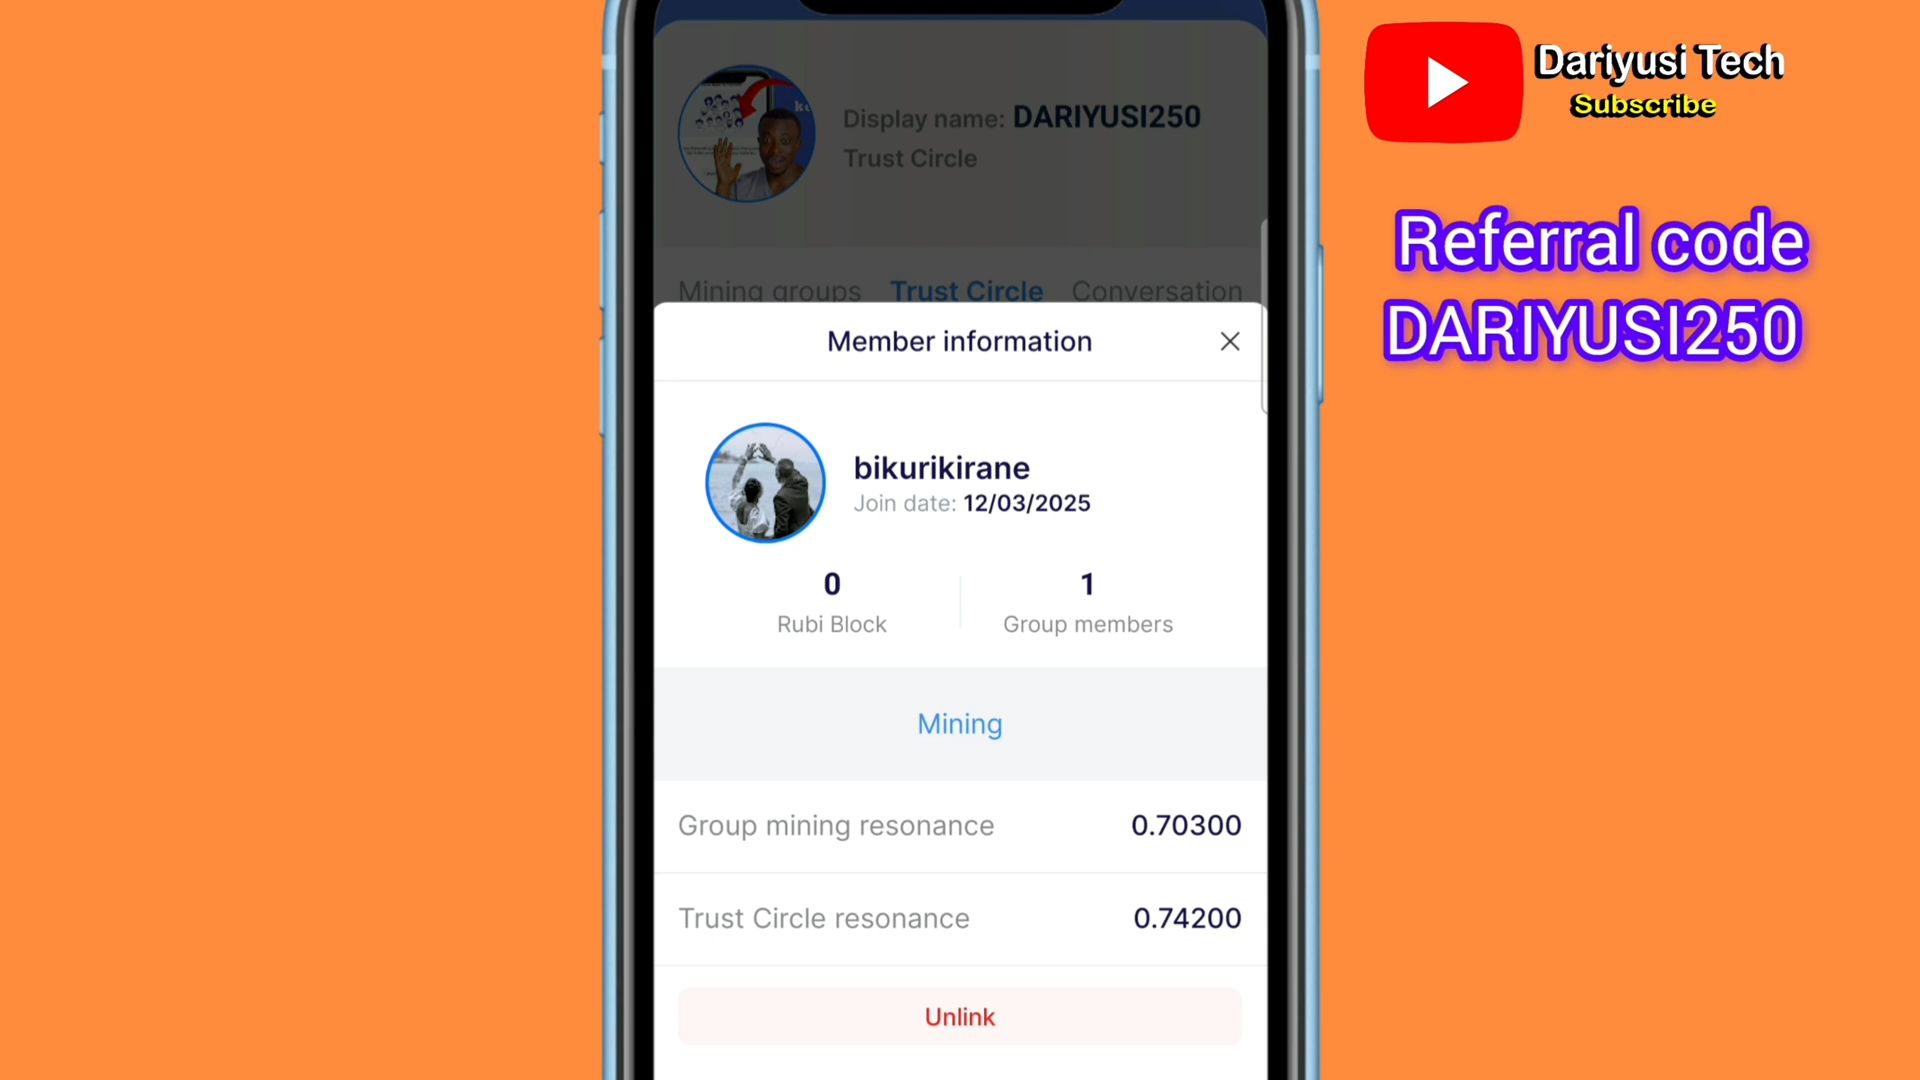 Dariyusi Tech
Subscribe
Referral code
DARIYUSI250
Display name: DARIYUSI250
Trust Circle
Mining groups Trust Circle Conversation
Member information
bikurikirane
Join date: 12/03/2025
0 1
Rubi Block Group members
Mining
Group mining resonance 0.70300
Trust Circle resonance 0.74200
Unlink